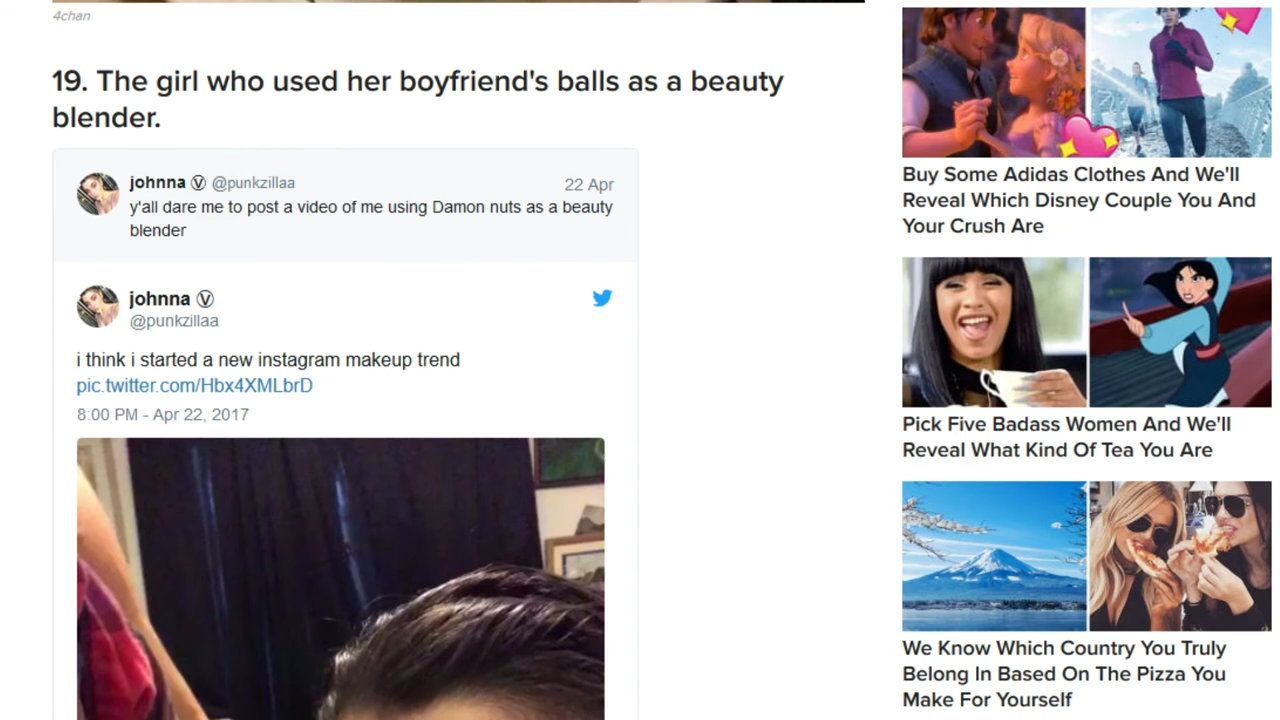 4chan
19. The girl who used her boyfriend's balls as a beauty
blender.
johnna Ⓥ @punkzillaa 22 Apr
y'all dare me to post a video of me using Damon nuts as a beauty
blender
johnna Ⓥ
@punkzillaa
i think i started a new instagram makeup trend
pic.twitter.com/Hbx4XMLbrD
8:00 PM - Apr 22, 2017
Buy Some Adidas Clothes And We'll
Reveal Which Disney Couple You And
Your Crush Are
Pick Five Badass Women And We'll
Reveal What Kind Of Tea You Are
We Know Which Country You Truly
Belong In Based On The Pizza You
Make For Yourself